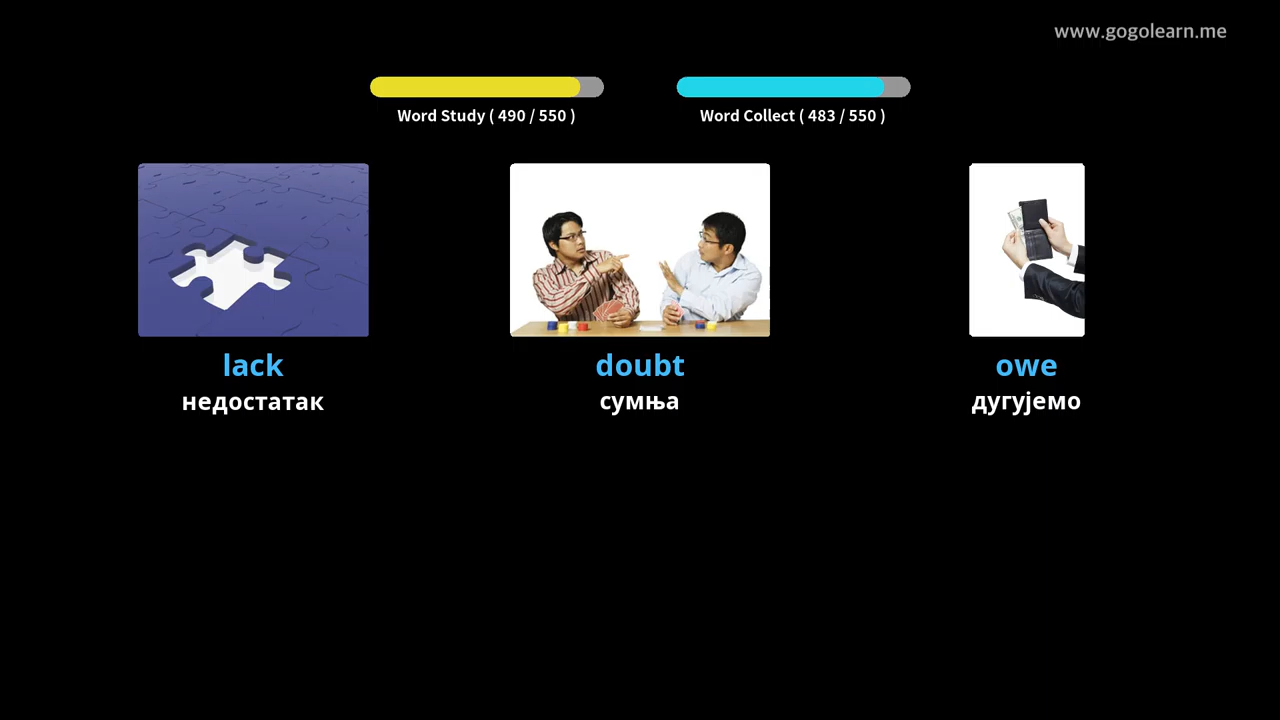 www.gogolearn.me
Word Study ( 490 / 550 )
Word Collect ( 483 / 550 )
lack
недостатак
doubt
сумња
owe
дугујемо